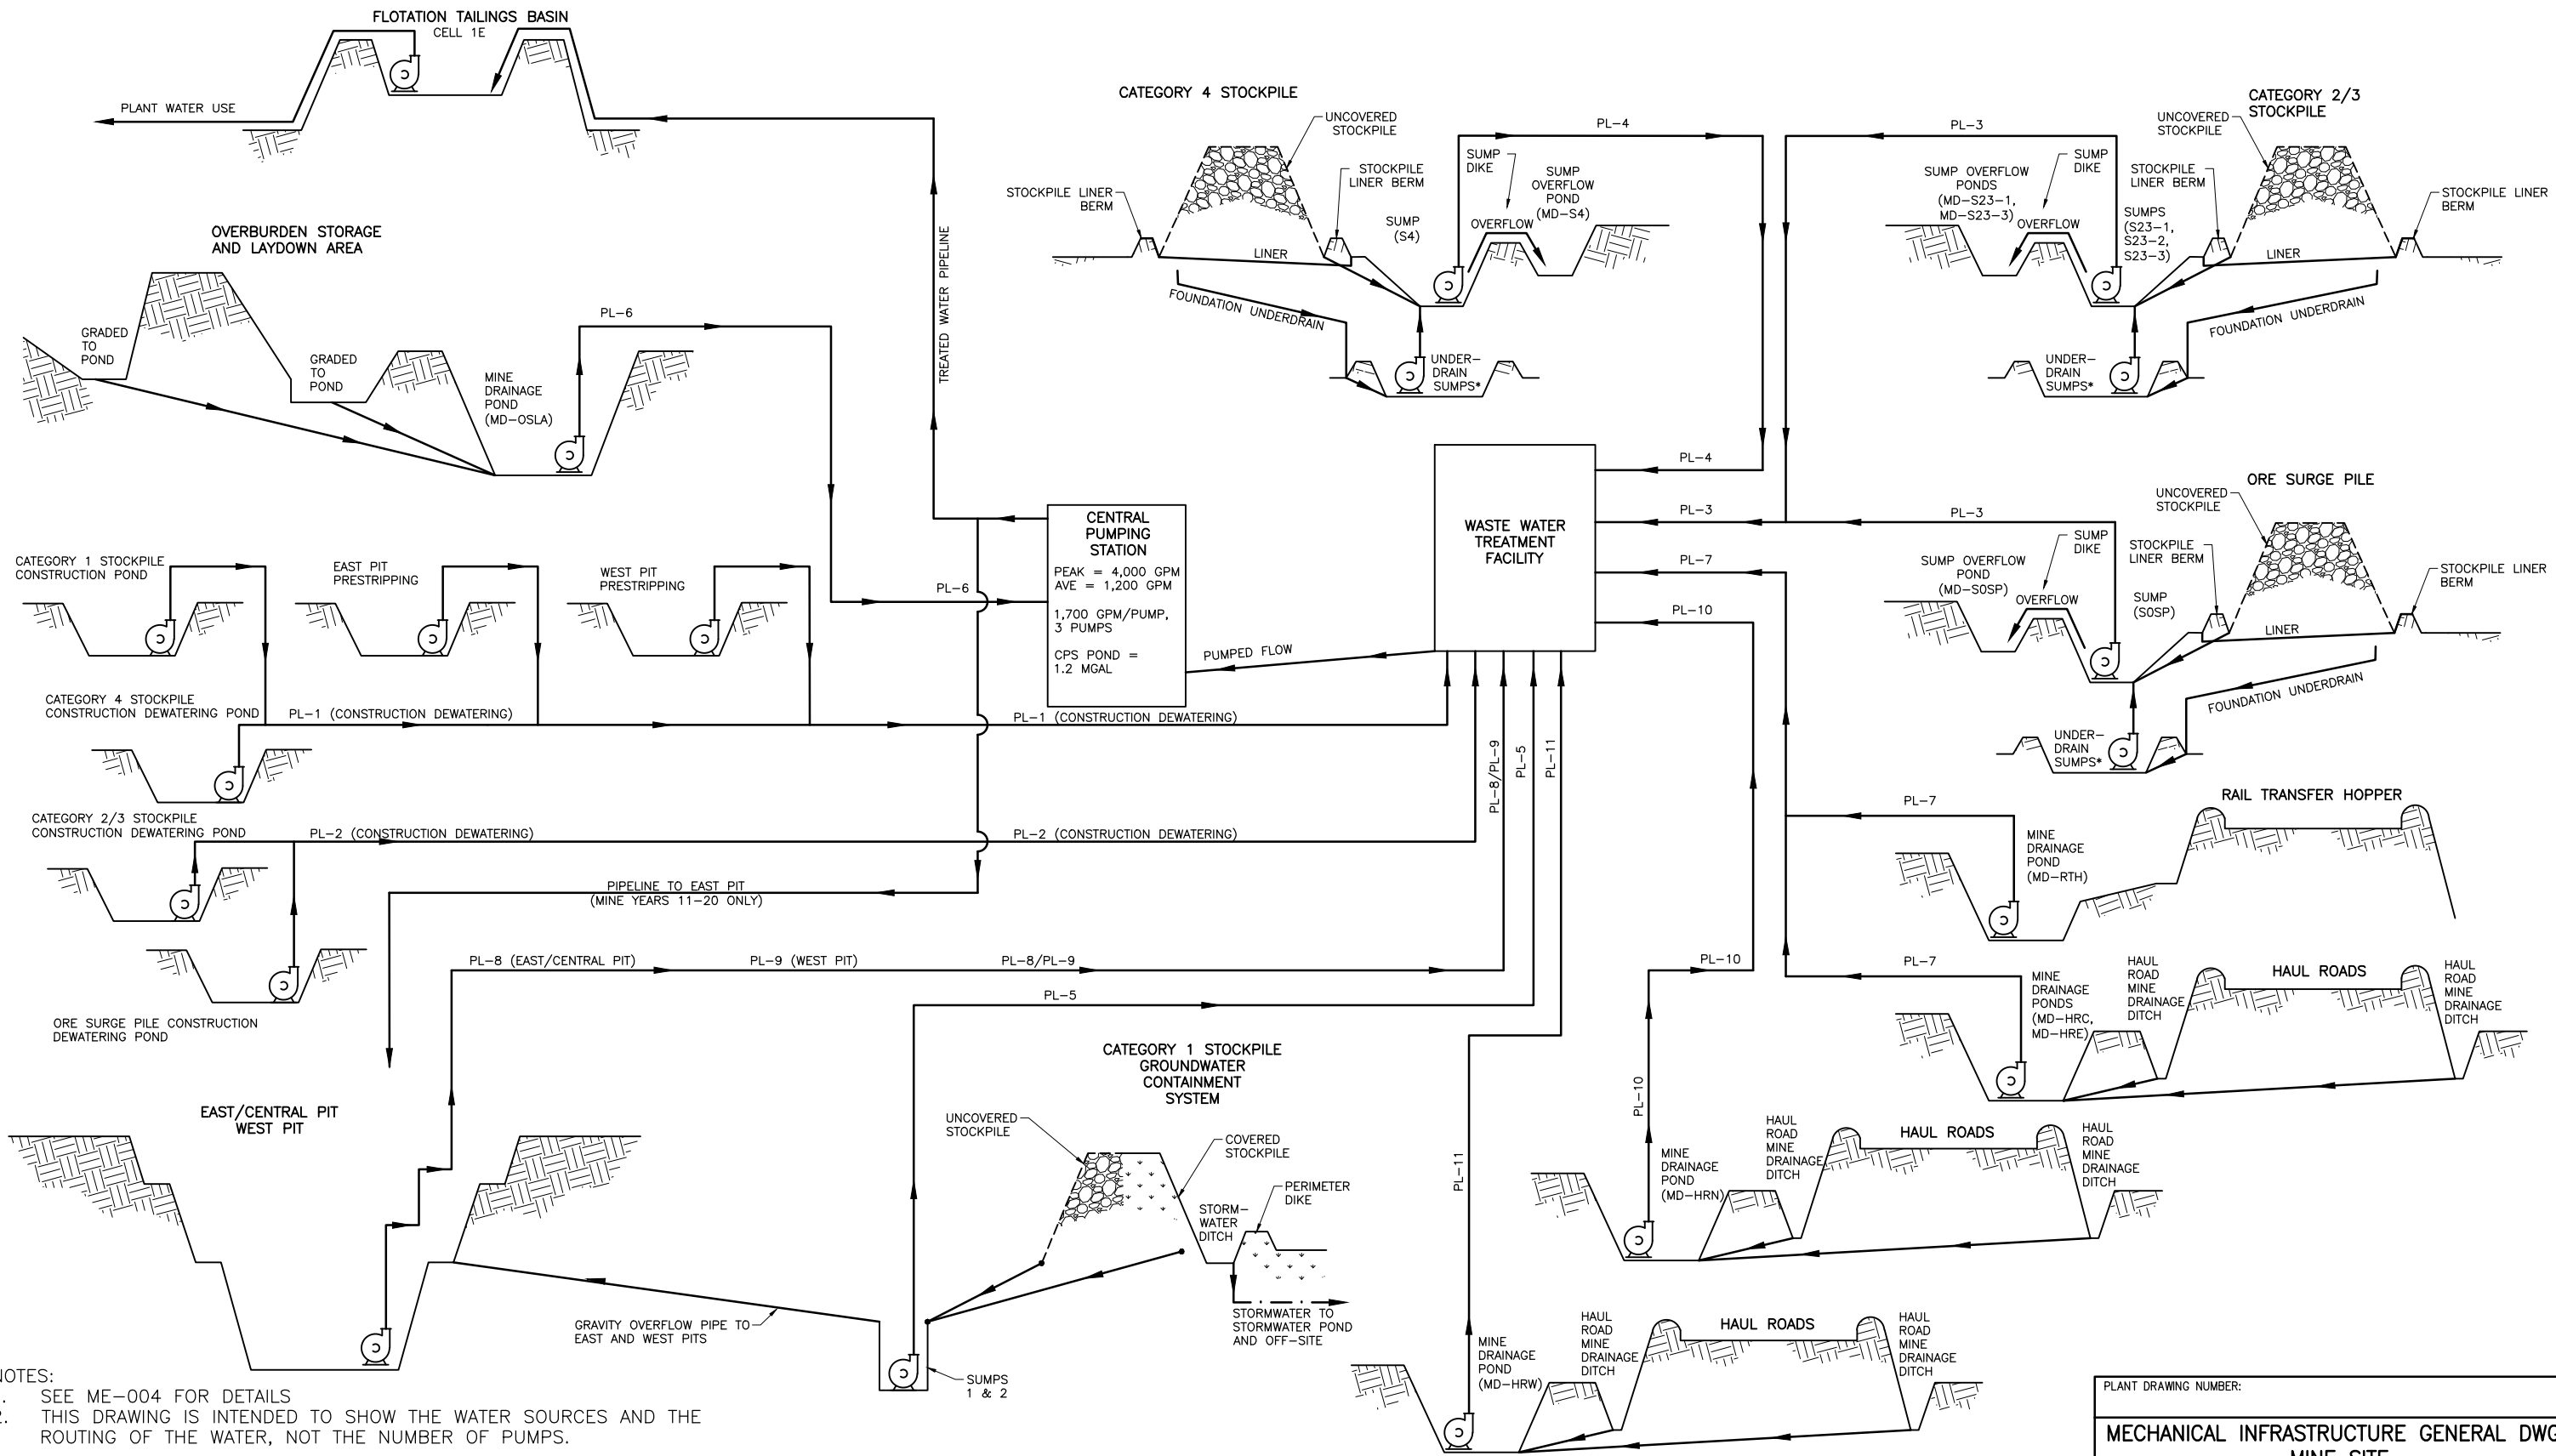 FLOTATION TAILINGS BASIN
CELL 1E
PLANT WATER USE
TREATED WATER PIPELINE
OVERBURDEN STORAGE
AND LAYDOWN AREA
GRADED
TO
POND
GRADED
TO
POND
MINE
DRAINAGE
POND
(MD-OSLA)
PL-6
PL-6
CATEGORY 4 STOCKPILE
UNCOVERED
STOCKPILE
STOCKPILE LINER
BERM
STOCKPILE
LINER BERM
LINER
FOUNDATION UNDERDRAIN
SUMP
(S4)
SUMP
DIKE
OVERFLOW
SUMP
OVERFLOW
POND
(MD-S4)
UNDER-
DRAIN
SUMPS*
PL-4
PL-4
CATEGORY 2/3
STOCKPILE
UNCOVERED
STOCKPILE
PL-3
SUMP
DIKE
SUMP OVERFLOW
PONDS
(MD-S23-1,
MD-S23-3)
OVERFLOW
STOCKPILE
LINER BERM
SUMPS
(S23-1,
S23-2,
S23-3)
STOCKPILE LINER
BERM
LINER
FOUNDATION UNDERDRAIN
UNDER-
DRAIN
SUMPS*
ORE SURGE PILE
UNCOVERED
STOCKPILE
PL-3
PL-3
SUMP
DIKE
SUMP OVERFLOW
POND
(MD-SOSP)
OVERFLOW
STOCKPILE
LINER BERM
SUMP
(SOSP)
STOCKPILE LINER
BERM
LINER
FOUNDATION UNDERDRAIN
UNDER-
DRAIN
SUMPS*
WASTE WATER
TREATMENT
FACILITY
PL-7
PL-10
CENTRAL
PUMPING
STATION
PEAK = 4,000 GPM
AVE = 1,200 GPM
1,700 GPM/PUMP,
3 PUMPS
CPS POND =
1.2 MGAL
PUMPED FLOW
CATEGORY 1 STOCKPILE
CONSTRUCTION POND
EAST PIT
PRESTRIPPING
WEST PIT
PRESTRIPPING
CATEGORY 4 STOCKPILE
CONSTRUCTION DEWATERING POND
PL-1 (CONSTRUCTION DEWATERING)
PL-1 (CONSTRUCTION DEWATERING)
CATEGORY 2/3 STOCKPILE
CONSTRUCTION DEWATERING POND
PL-2 (CONSTRUCTION DEWATERING)
PL-2 (CONSTRUCTION DEWATERING)
PL-8/PL-9
PL-5
PL-11
PIPELINE TO EAST PIT
(MINE YEARS 11-20 ONLY)
ORE SURGE PILE CONSTRUCTION
DEWATERING POND
PL-8 (EAST/CENTRAL PIT)
PL-9 (WEST PIT)
PL-8/PL-9
PL-5
EAST/CENTRAL PIT
WEST PIT
CATEGORY 1 STOCKPILE
GROUNDWATER
CONTAINMENT
SYSTEM
UNCOVERED
STOCKPILE
COVERED
STOCKPILE
PERIMETER
DIKE
STORM-
WATER
DITCH
STORMWATER TO
STORMWATER POND
AND OFF-SITE
GRAVITY OVERFLOW PIPE TO
EAST AND WEST PITS
SUMPS
1 & 2
RAIL TRANSFER HOPPER
PL-7
MINE
DRAINAGE
POND
(MD-RTH)
PL-7
MINE
DRAINAGE
PONDS
(MD-HRC,
MD-HRE)
HAUL
ROAD
MINE
DRAINAGE
DITCH
HAUL ROADS
HAUL
ROAD
MINE
DRAINAGE
DITCH
PL-10
PL-10
MINE
DRAINAGE
POND
(MD-HRN)
HAUL
ROAD
MINE
DRAINAGE
DITCH
HAUL ROADS
HAUL
ROAD
MINE
DRAINAGE
DITCH
PL-11
MINE
DRAINAGE
POND
(MD-HRW)
HAUL
ROAD
MINE
DRAINAGE
DITCH
HAUL ROADS
HAUL
ROAD
MINE
DRAINAGE
DITCH
NOTES:
1. SEE ME-004 FOR DETAILS
2. THIS DRAWING IS INTENDED TO SHOW THE WATER SOURCES AND THE
ROUTING OF THE WATER, NOT THE NUMBER OF PUMPS.
PLANT DRAWING NUMBER:
MECHANICAL INFRASTRUCTURE GENERAL DWG
MINE SITE